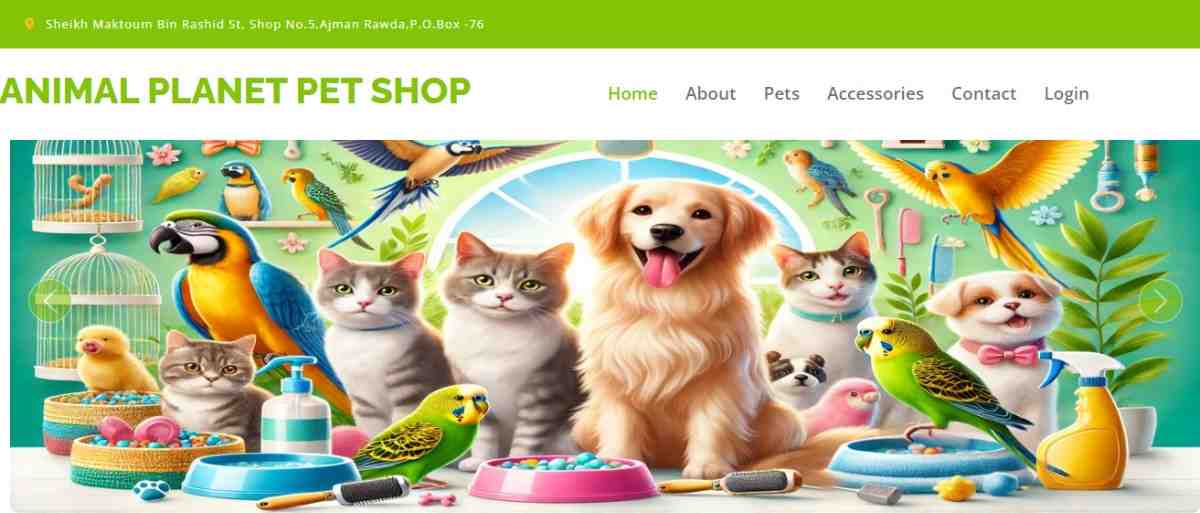 Sheikh Maktoum Bin Rashid St, Shop No.5,Ajman Rawda,P.O.Box -76
ANIMAL PLANET PET SHOP
Home About Pets Accessories Contact Login